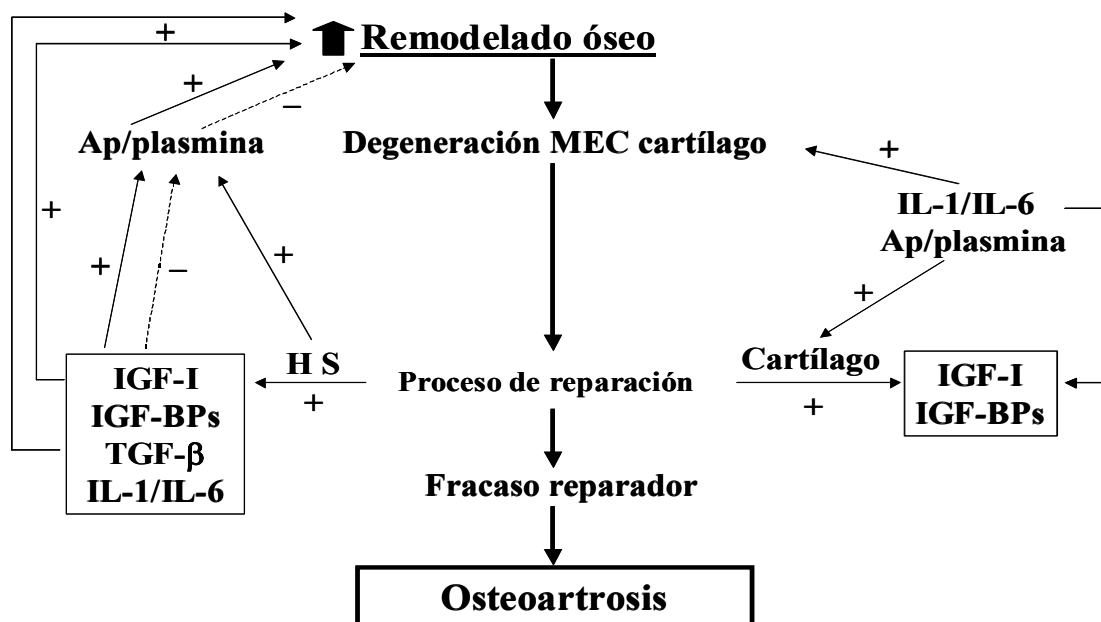 +
Remodelado óseo
+
−
Ap/plasmina
Degeneración MEC cartílago
+
IL-1/IL-6
Ap/plasmina
+
+
−
+
+
H S
+
Proceso de reparación
Cartílago
+
IGF-I
IGF-BPs
TGF-β
IL-1/IL-6
IGF-I
IGF-BPs
Fracaso reparador
Osteoartrosis